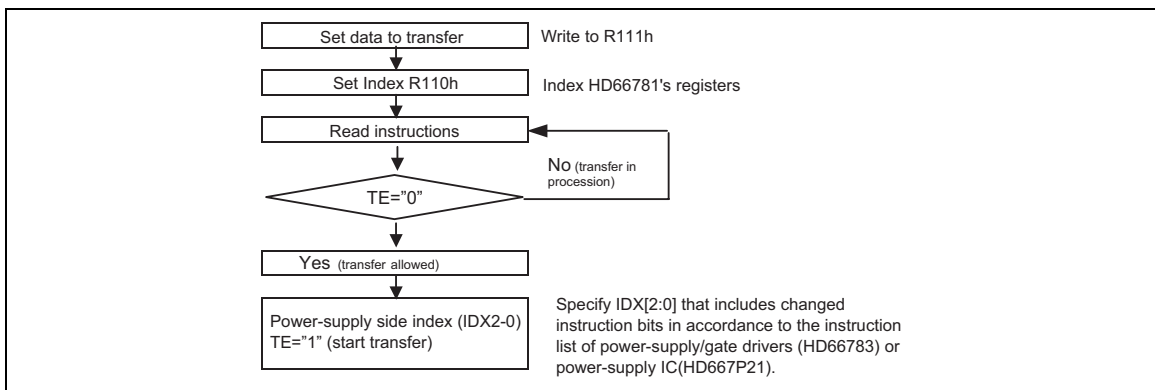 Set data to transfer
Write to R111h
Set Index R110h
Index HD66781's registers
Read instructions
No (transfer in
procession)
TE=”0”
Yes (transfer allowed)
Power-supply side index (IDX2-0)
TE=”1” (start transfer)
Specify IDX[2:0] that includes changed
instruction bits in accordance to the instruction
list of power-supply/gate drivers (HD66783) or
power-supply IC(HD667P21).